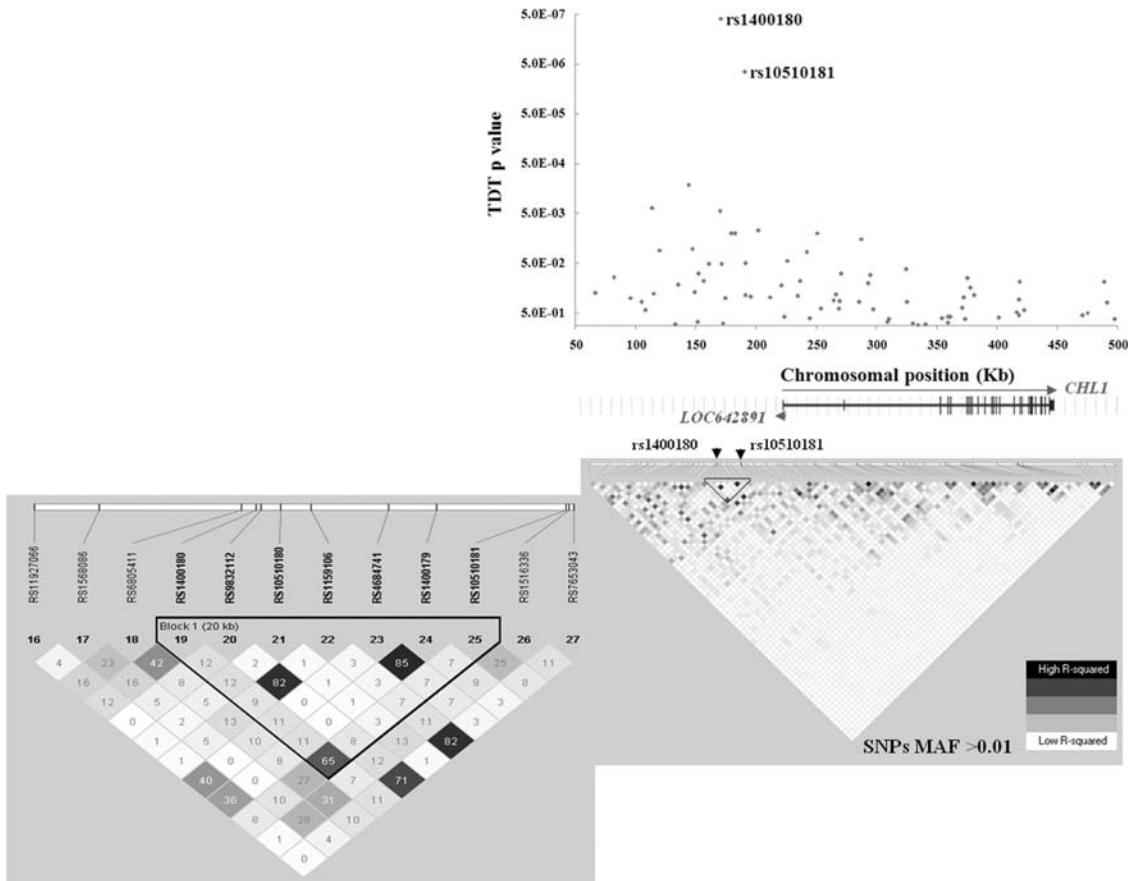 5.0E-07
5.0E-06
5.0E-05
5.0E-04
5.0E-03
5.0E-02
5.0E-01
TDT p value
rs1400180
rs10510181
50 100 150 200 250 300 350 400 450 500
Chromosomal position (Kb)
CHL1
LOC642891
rs1400180 rs10510181
High R-squared
Low R-squared
SNPs MAF >0.01
RS11927066
RS1568086
RS6805411
RS1400180
RS9832112
RS10510180
RS1159106
RS4684741
RS1400179
RS10510181
RS1516336
RS7653043
Block 1 (20 kb)
16 17 18 19 20 21 22 23 24 25 26 27
4 23 42 12 2 1 3 85 7 25 11
16 16 8 12 82 1 3 7 9 8
12 5 5 9 0 1 7 7 3
0 2 13 11 0 3 11 3
1 5 10 11 8 13 82
1 0 8 65 12 1
40 0 27 7 71
36 10 31 11
8 28 10
1 4
0